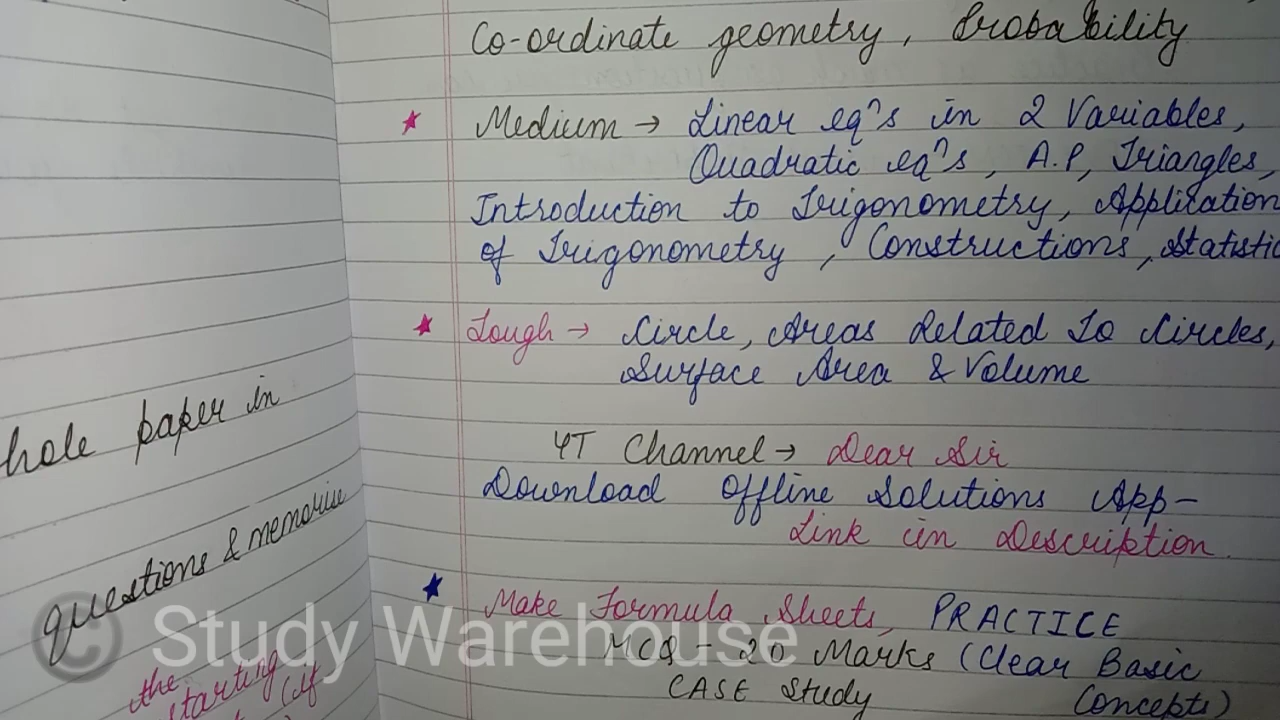 hole paper in
questions & memorise
the
starting
(if
Co-ordinate geometry, Probability
★ Medium → Linear eqⁿs in 2 Variables,
Quadratic eqⁿs, A.P, Triangles,
Introduction to Trigonometry, Application
of Trigonometry, Constructions, Statistic
★ Tough → Circle, Areas Related To Circles,
Surface Area & Volume
YT Channel → Dear Sir
Download Offline Solutions App-
Link in Description.
★ Make Formula Sheets, PRACTICE
MCQ - 20 Marks (Clear Basic
CASE Study Concepts)
© Study Warehouse